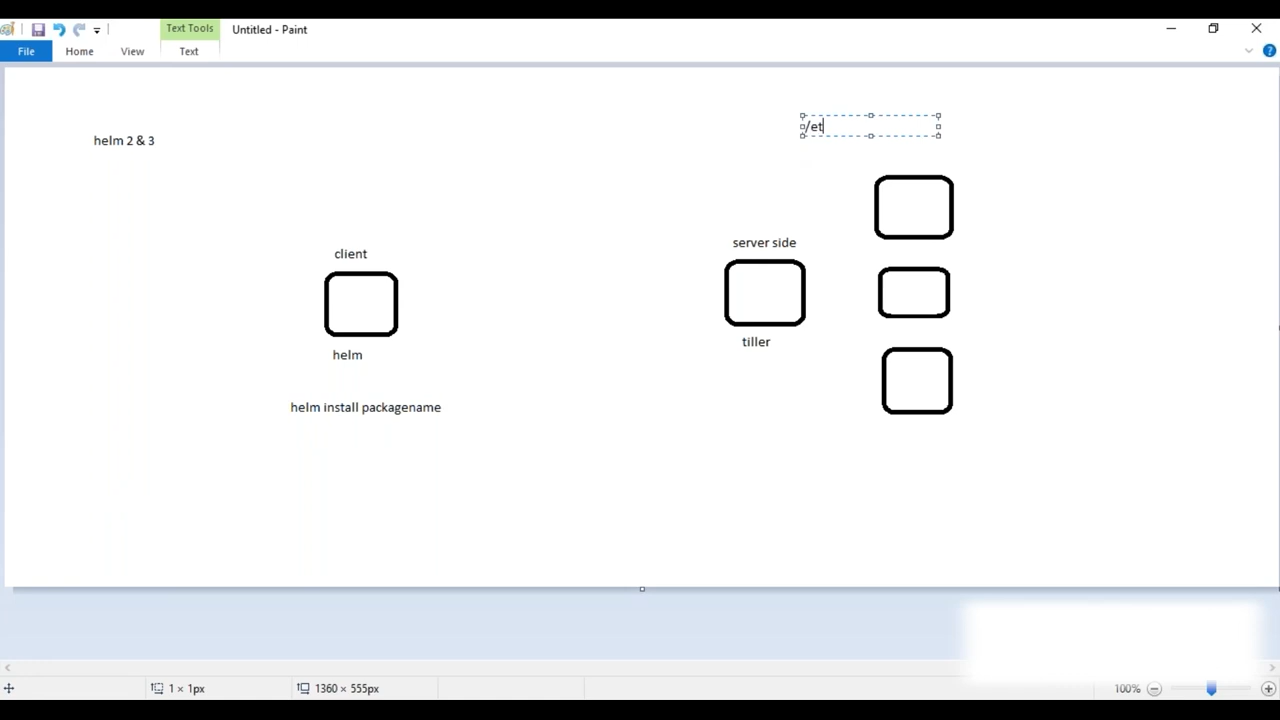 Text Tools
Untitled - Paint
File
Home
View
Text
/et
helm 2 & 3
server side
client
tiller
helm
helm install packagename
1 × 1px
1360 × 555px
100%